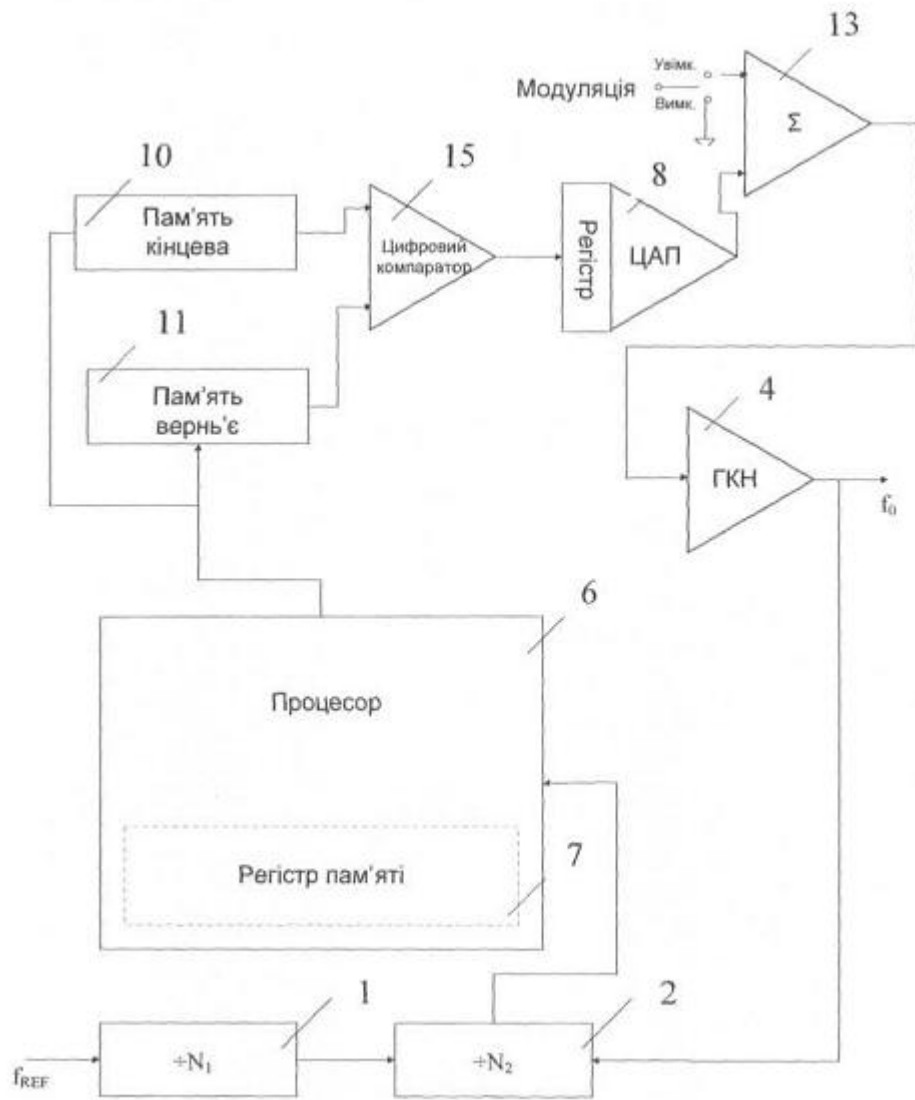 13
Увімк.
Модуляція
Вимк.
Σ
10
15
8
Пам'ять
кінцева
Цифровий
компаратор
Регістр
ЦАП
11
Пам'ять
вернь'є
4
ГКН
f₀
6
Процесор
7
Регістр пам'яті
1
2
÷N₁
÷N₂
fREF